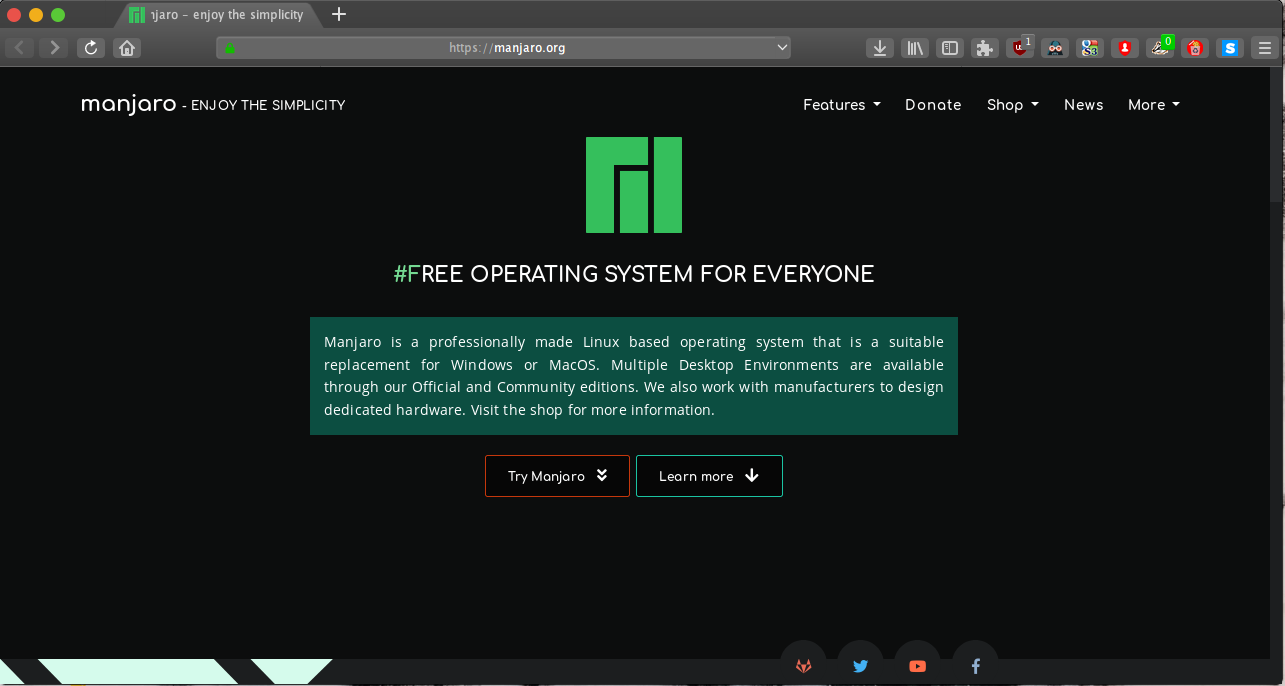 ıjaro – enjoy the simplicity
https://manjaro.org
1
0
manjaro - ENJOY THE SIMPLICITY
Features
Donate
Shop
News
More
#FREE OPERATING SYSTEM FOR EVERYONE
Manjaro is a professionally made Linux based operating system that is a suitable
replacement for Windows or MacOS. Multiple Desktop Environments are available
through our Official and Community editions. We also work with manufacturers to design
dedicated hardware. Visit the shop for more information.
Try Manjaro
Learn more